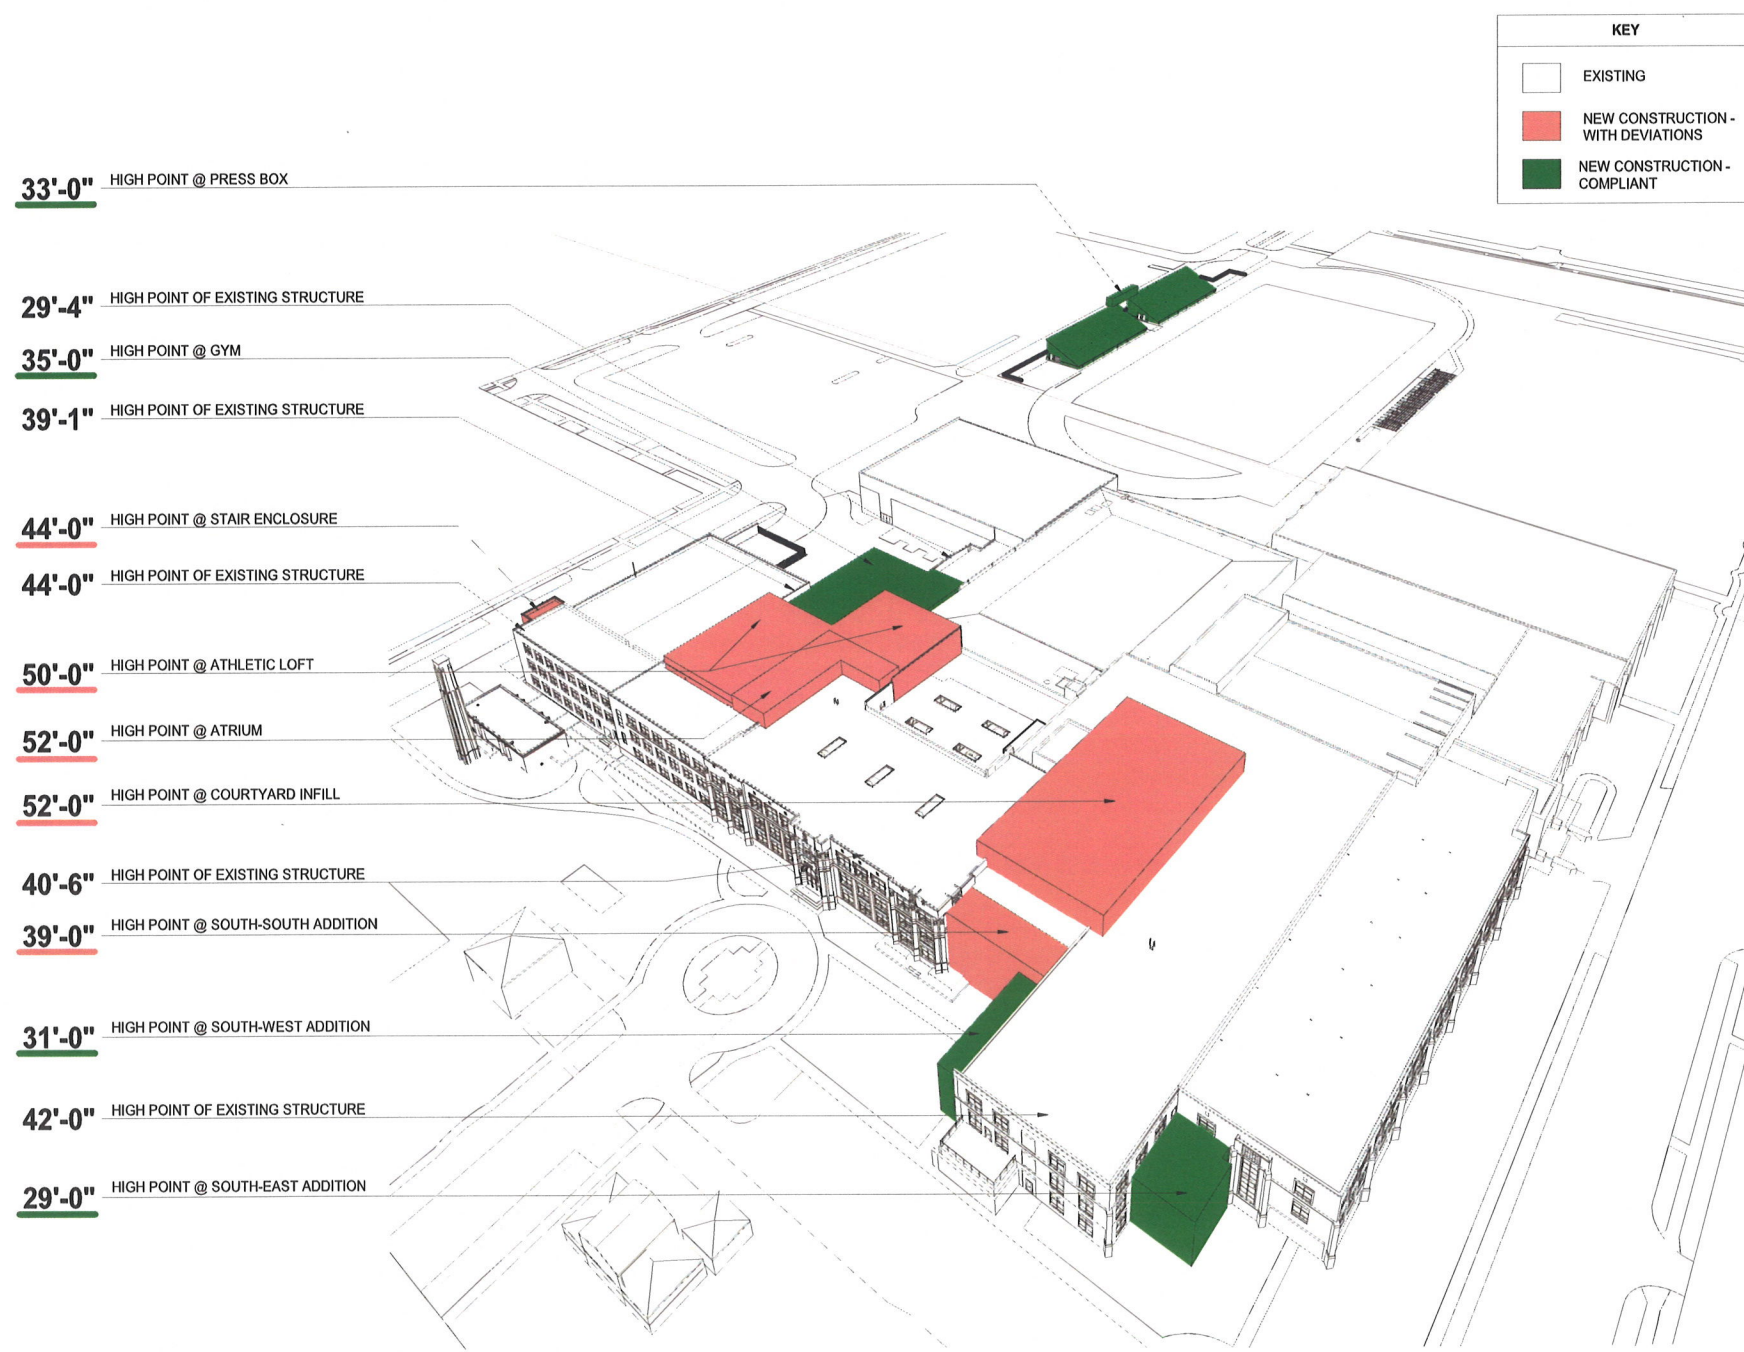 KEY
EXISTING
NEW CONSTRUCTION -
WITH DEVIATIONS
NEW CONSTRUCTION -
COMPLIANT
33'-0" HIGH POINT @ PRESS BOX
29'-4" HIGH POINT OF EXISTING STRUCTURE
35'-0" HIGH POINT @ GYM
39'-1" HIGH POINT OF EXISTING STRUCTURE
44'-0" HIGH POINT @ STAIR ENCLOSURE
44'-0" HIGH POINT OF EXISTING STRUCTURE
50'-0" HIGH POINT @ ATHLETIC LOFT
52'-0" HIGH POINT @ ATRIUM
52'-0" HIGH POINT @ COURTYARD INFILL
40'-6" HIGH POINT OF EXISTING STRUCTURE
39'-0" HIGH POINT @ SOUTH-SOUTH ADDITION
31'-0" HIGH POINT @ SOUTH-WEST ADDITION
42'-0" HIGH POINT OF EXISTING STRUCTURE
29'-0" HIGH POINT @ SOUTH-EAST ADDITION